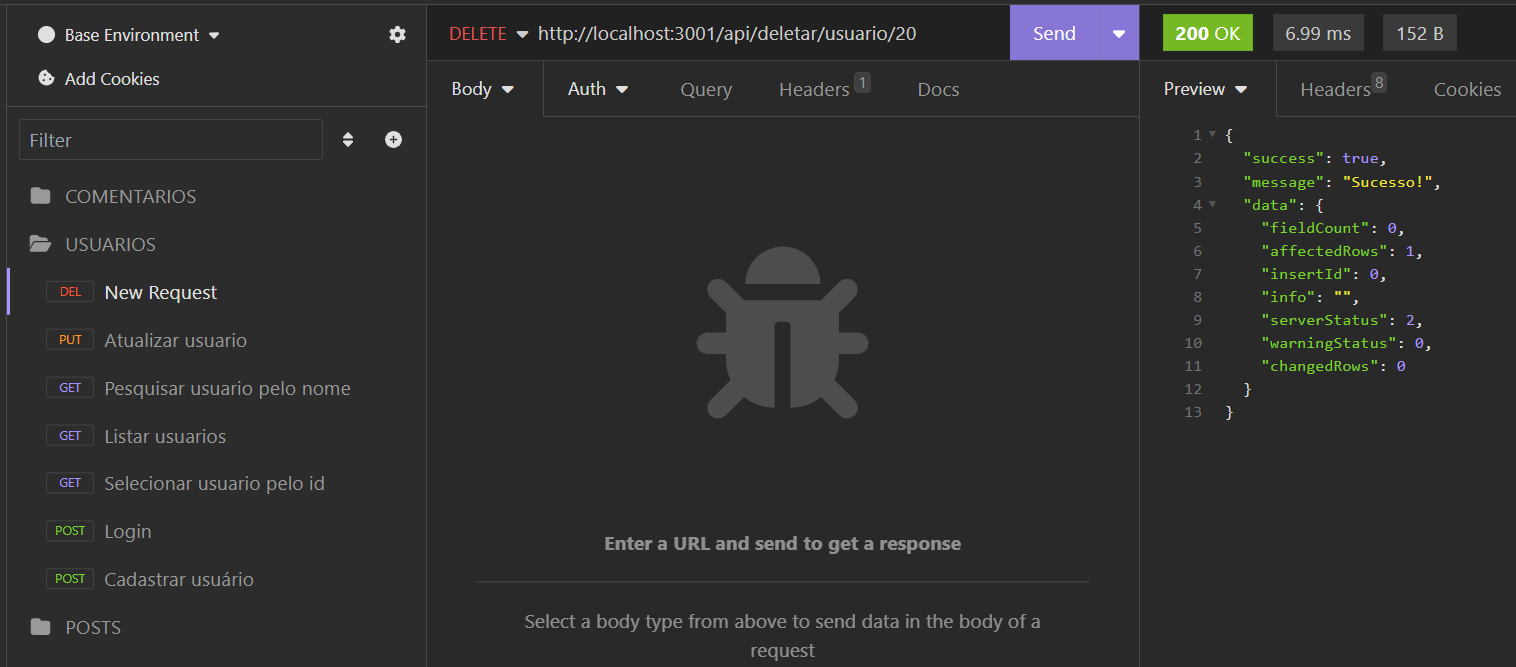 Base Environment
Add Cookies
Filter
COMENTARIOS
USUARIOS
DEL New Request
PUT Atualizar usuario
GET Pesquisar usuario pelo nome
GET Listar usuarios
GET Selecionar usuario pelo id
POST Login
POST Cadastrar usuário
POSTS
DELETE http://localhost:3001/api/deletar/usuario/20 Send
Body Auth Query Headers 1 Docs
Enter a URL and send to get a response
Select a body type from above to send data in the body of a
request
200 OK 6.99 ms 152 B
Preview Headers 8 Cookies
1 {
2 "success": true,
3 "message": "Sucesso!",
4 "data": {
5 "fieldCount": 0,
6 "affectedRows": 1,
7 "insertId": 0,
8 "info": "",
9 "serverStatus": 2,
10 "warningStatus": 0,
11 "changedRows": 0
12 }
13 }